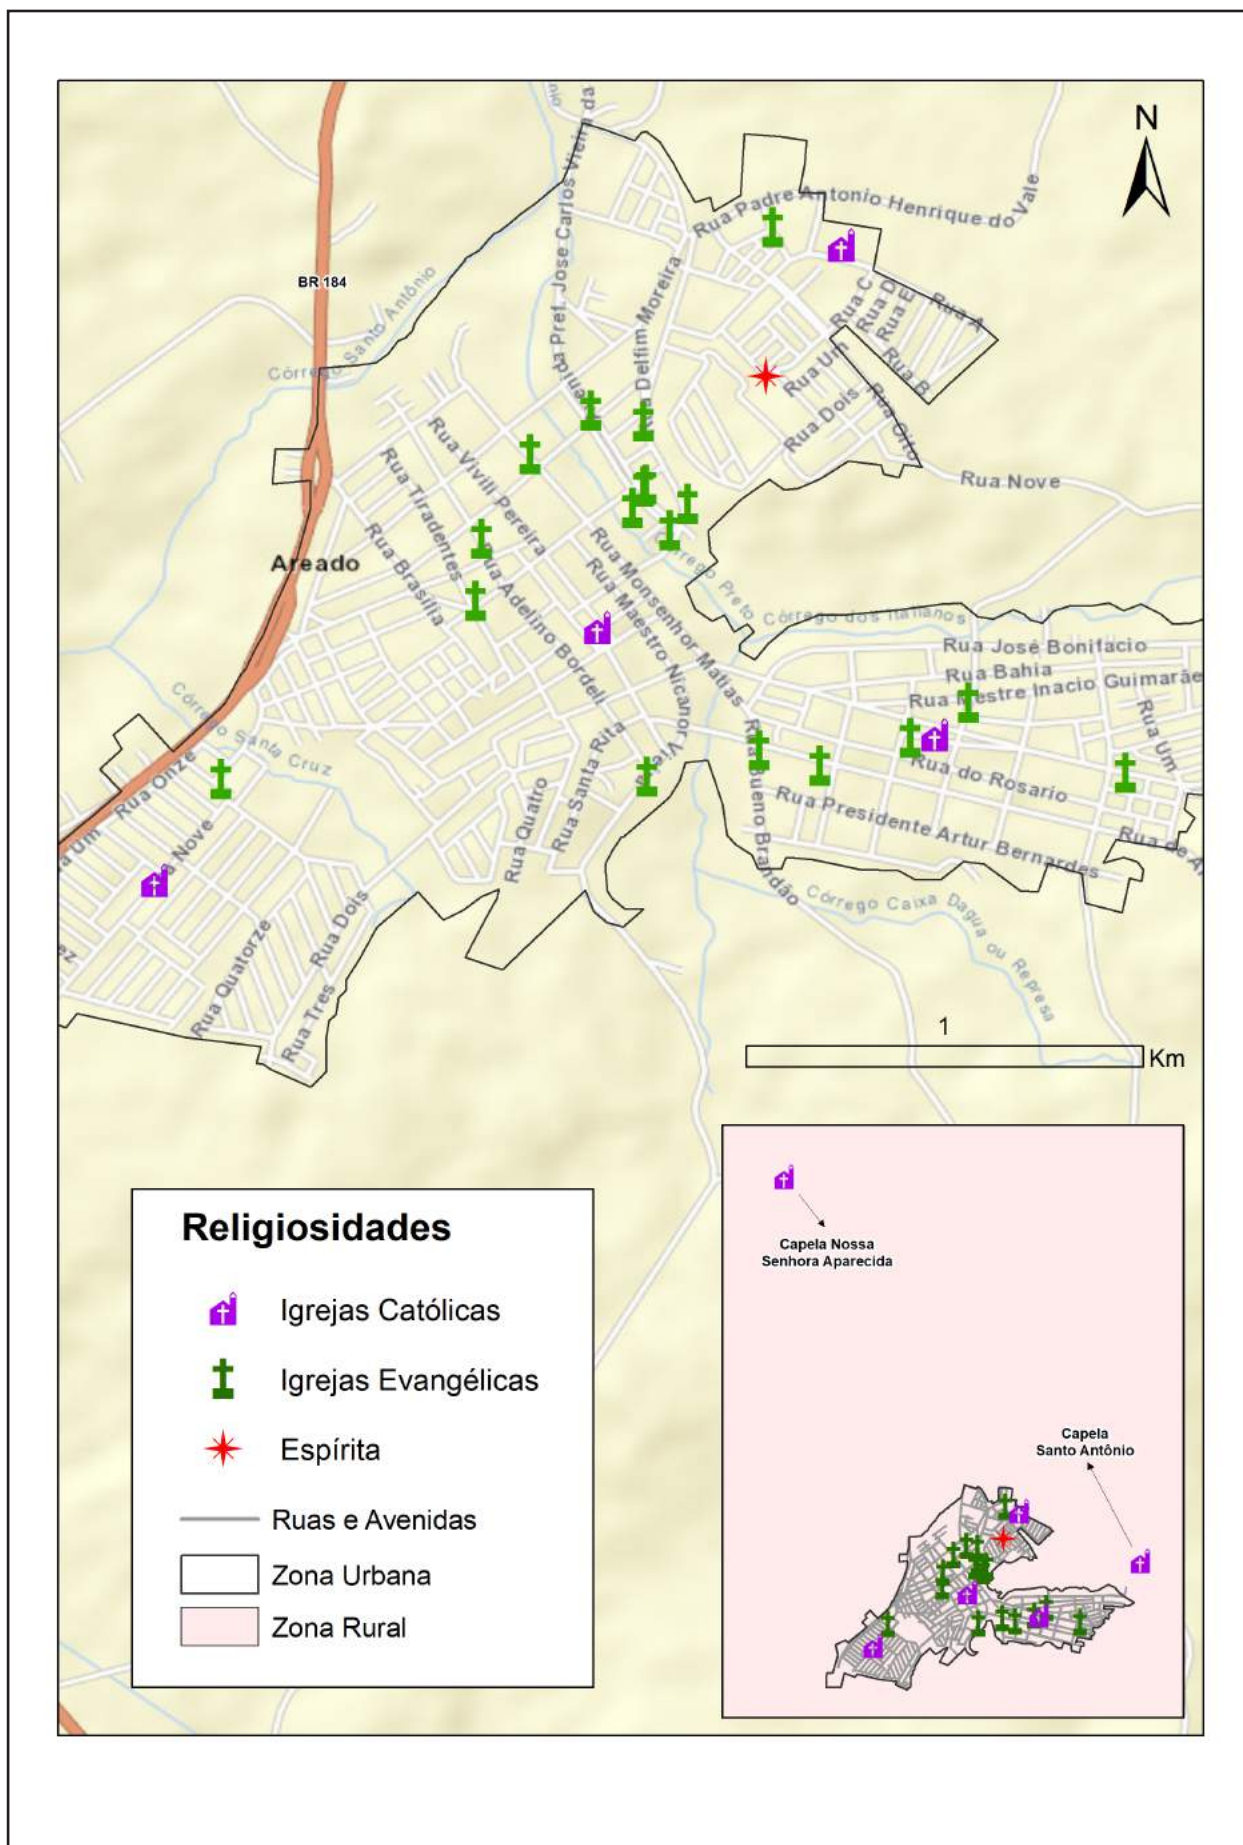 N
Rua Padre Antonio Henrique do Vale
Pref. Jose Carlos Vieira da
BR 184
Córrego Santo Antônio
Rua Delfim Moreira
Rua C
Rua D
Rua E
Rua A
Rua B
Rua Um
Rua Dois
Rua Oito
Rua Nove
Rua Vivili Pereira
Rua Tiradentes
Rua Brasília
Areado
Rua Adelino Bordeli
Rua Monsenhor Matias
Rua Maestro Nicanor
Córrego Preto
Córrego dos Italianos
Rua José Bonifacio
Rua Bahia
Rua Mestre Inacio Guimarãe
Rua Um
Córrego Santa Cruz
Rua Onze
Rua Santa Rita
Rua Quatro
Rua Bueno Brandão
Rua do Rosario
Rua Presidente Artur Bernardes
Rua de
Um
Nove
Rua Dois
Rua Quatorze
Rua Tres
ez
Córrego Caixa Dagua ou Represa
1
Km
Capela Nossa
Senhora Aparecida
Capela
Santo Antônio
Religiosidades
Igrejas Católicas
Igrejas Evangélicas
Espírita
Ruas e Avenidas
Zona Urbana
Zona Rural